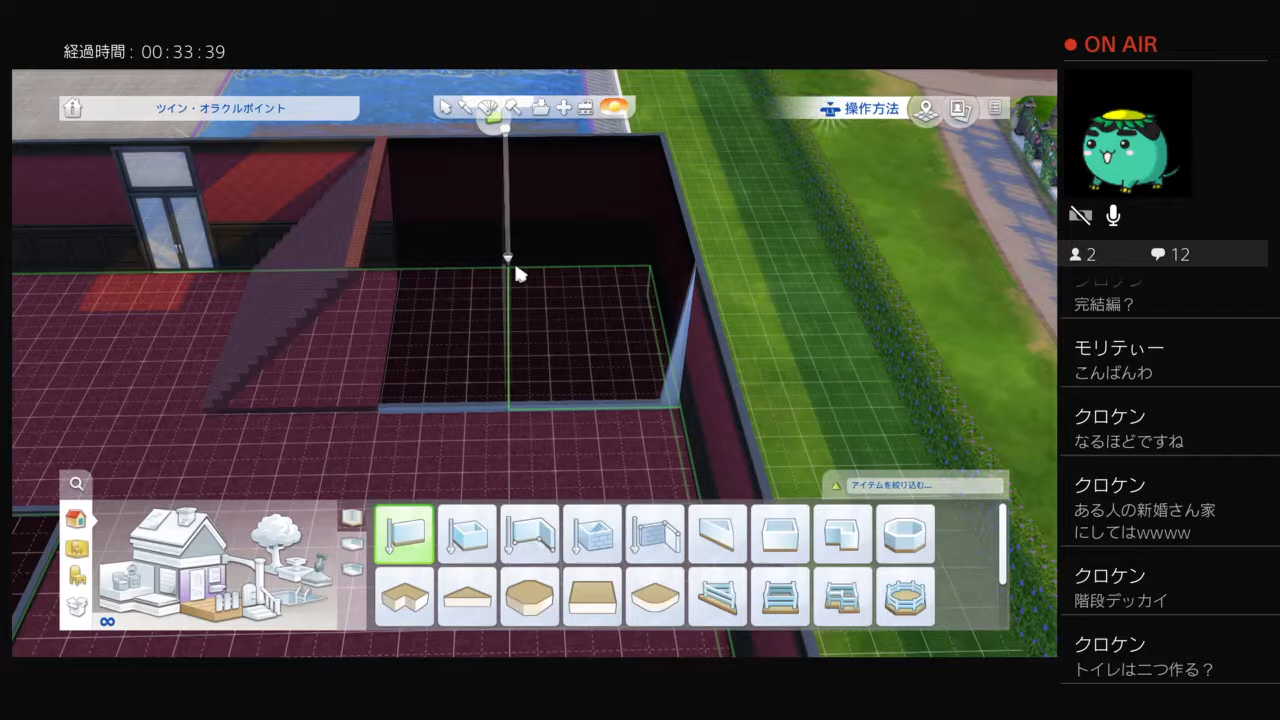 経過時間: 00:33:39
ON AIR
ツイン・オラクルポイント
操作方法
2
12
完結編？
モリティー
こんばんわ
クロケン
なるほどですね
クロケン
ある人の新婚さん家
にしてはwwww
クロケン
階段デッカイ
クロケン
トイレは二つ作る？
アイテムを絞り込む...
∞